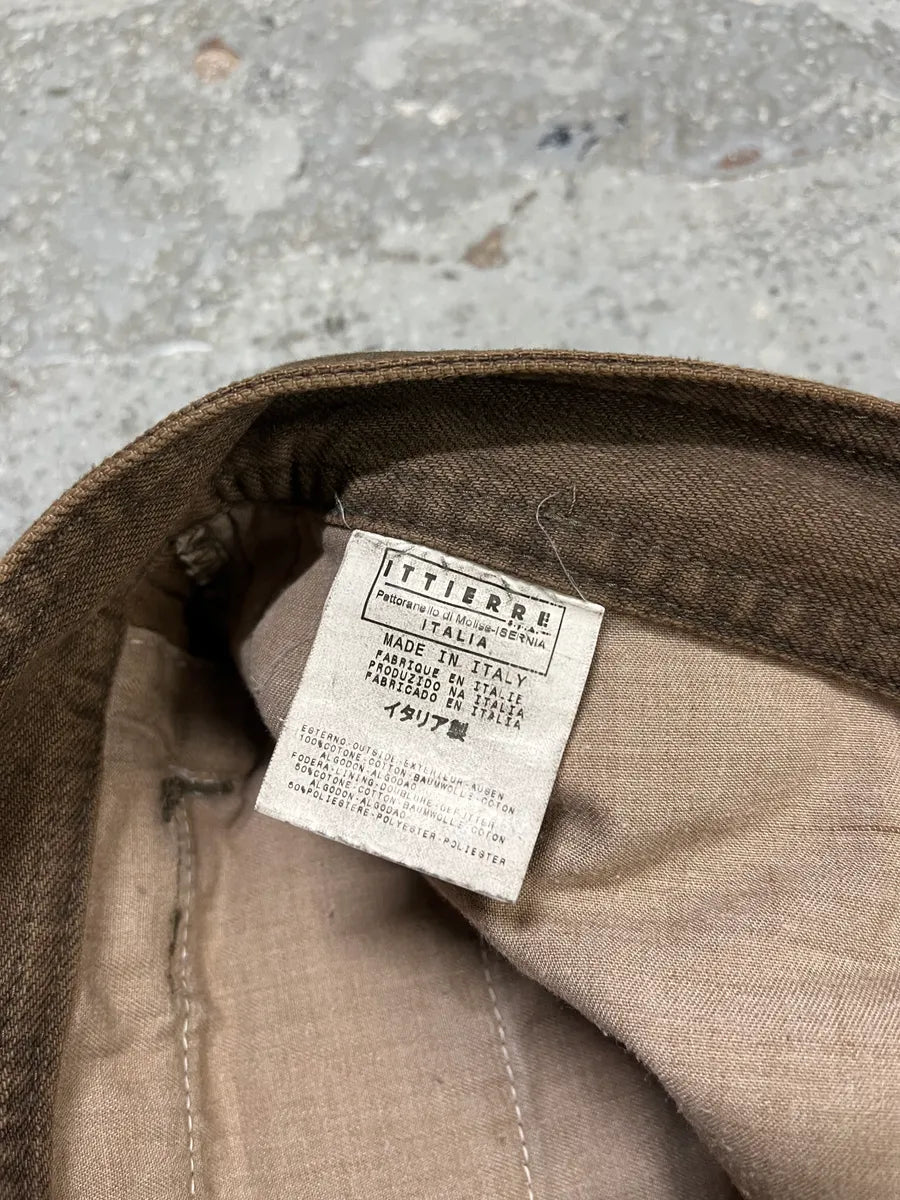 ITTIERRE
S.P.A.
Pettoranello di Molise-ISERNIA
ITALIA
MADE IN ITALY
FABRIQUE EN ITALIE
PRODUZIDO NA ITALIA
FABRICADO EN ITALIA
イタリア製
ESTERNO-OUTSIDE-EXTERIEUR-AUßEN
100%COTONE-COTTON-BAUMWOLLE-COTON
ALGODON-ALGODAO
FODERA-LINING-DOUBLURE-GEFITTER
50%COTONE-COTTON-BAUMWOLLE-COTON
ALGODON-ALGODAO
50%POLIESTERE-POLYESTER-POLIESTER